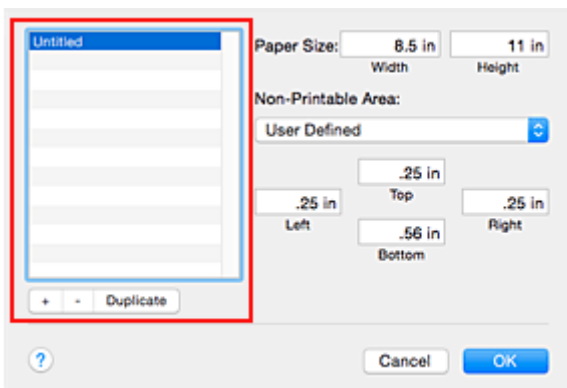 Untitled
Paper Size: 8.5 in 11 in
Width Height
Non-Printable Area:
User Defined
.25 in
Top
.25 in .25 in
Left Right
.56 in
Bottom
+ - Duplicate
? Cancel OK